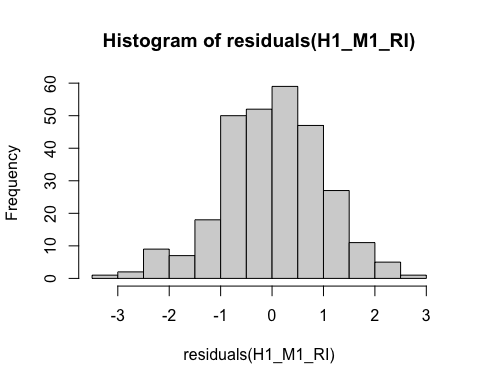 Histogram of residuals(H1_M1_RI)
Frequency
60
50
40
30
20
10
0
-3 -2 -1 0 1 2 3
residuals(H1_M1_RI)